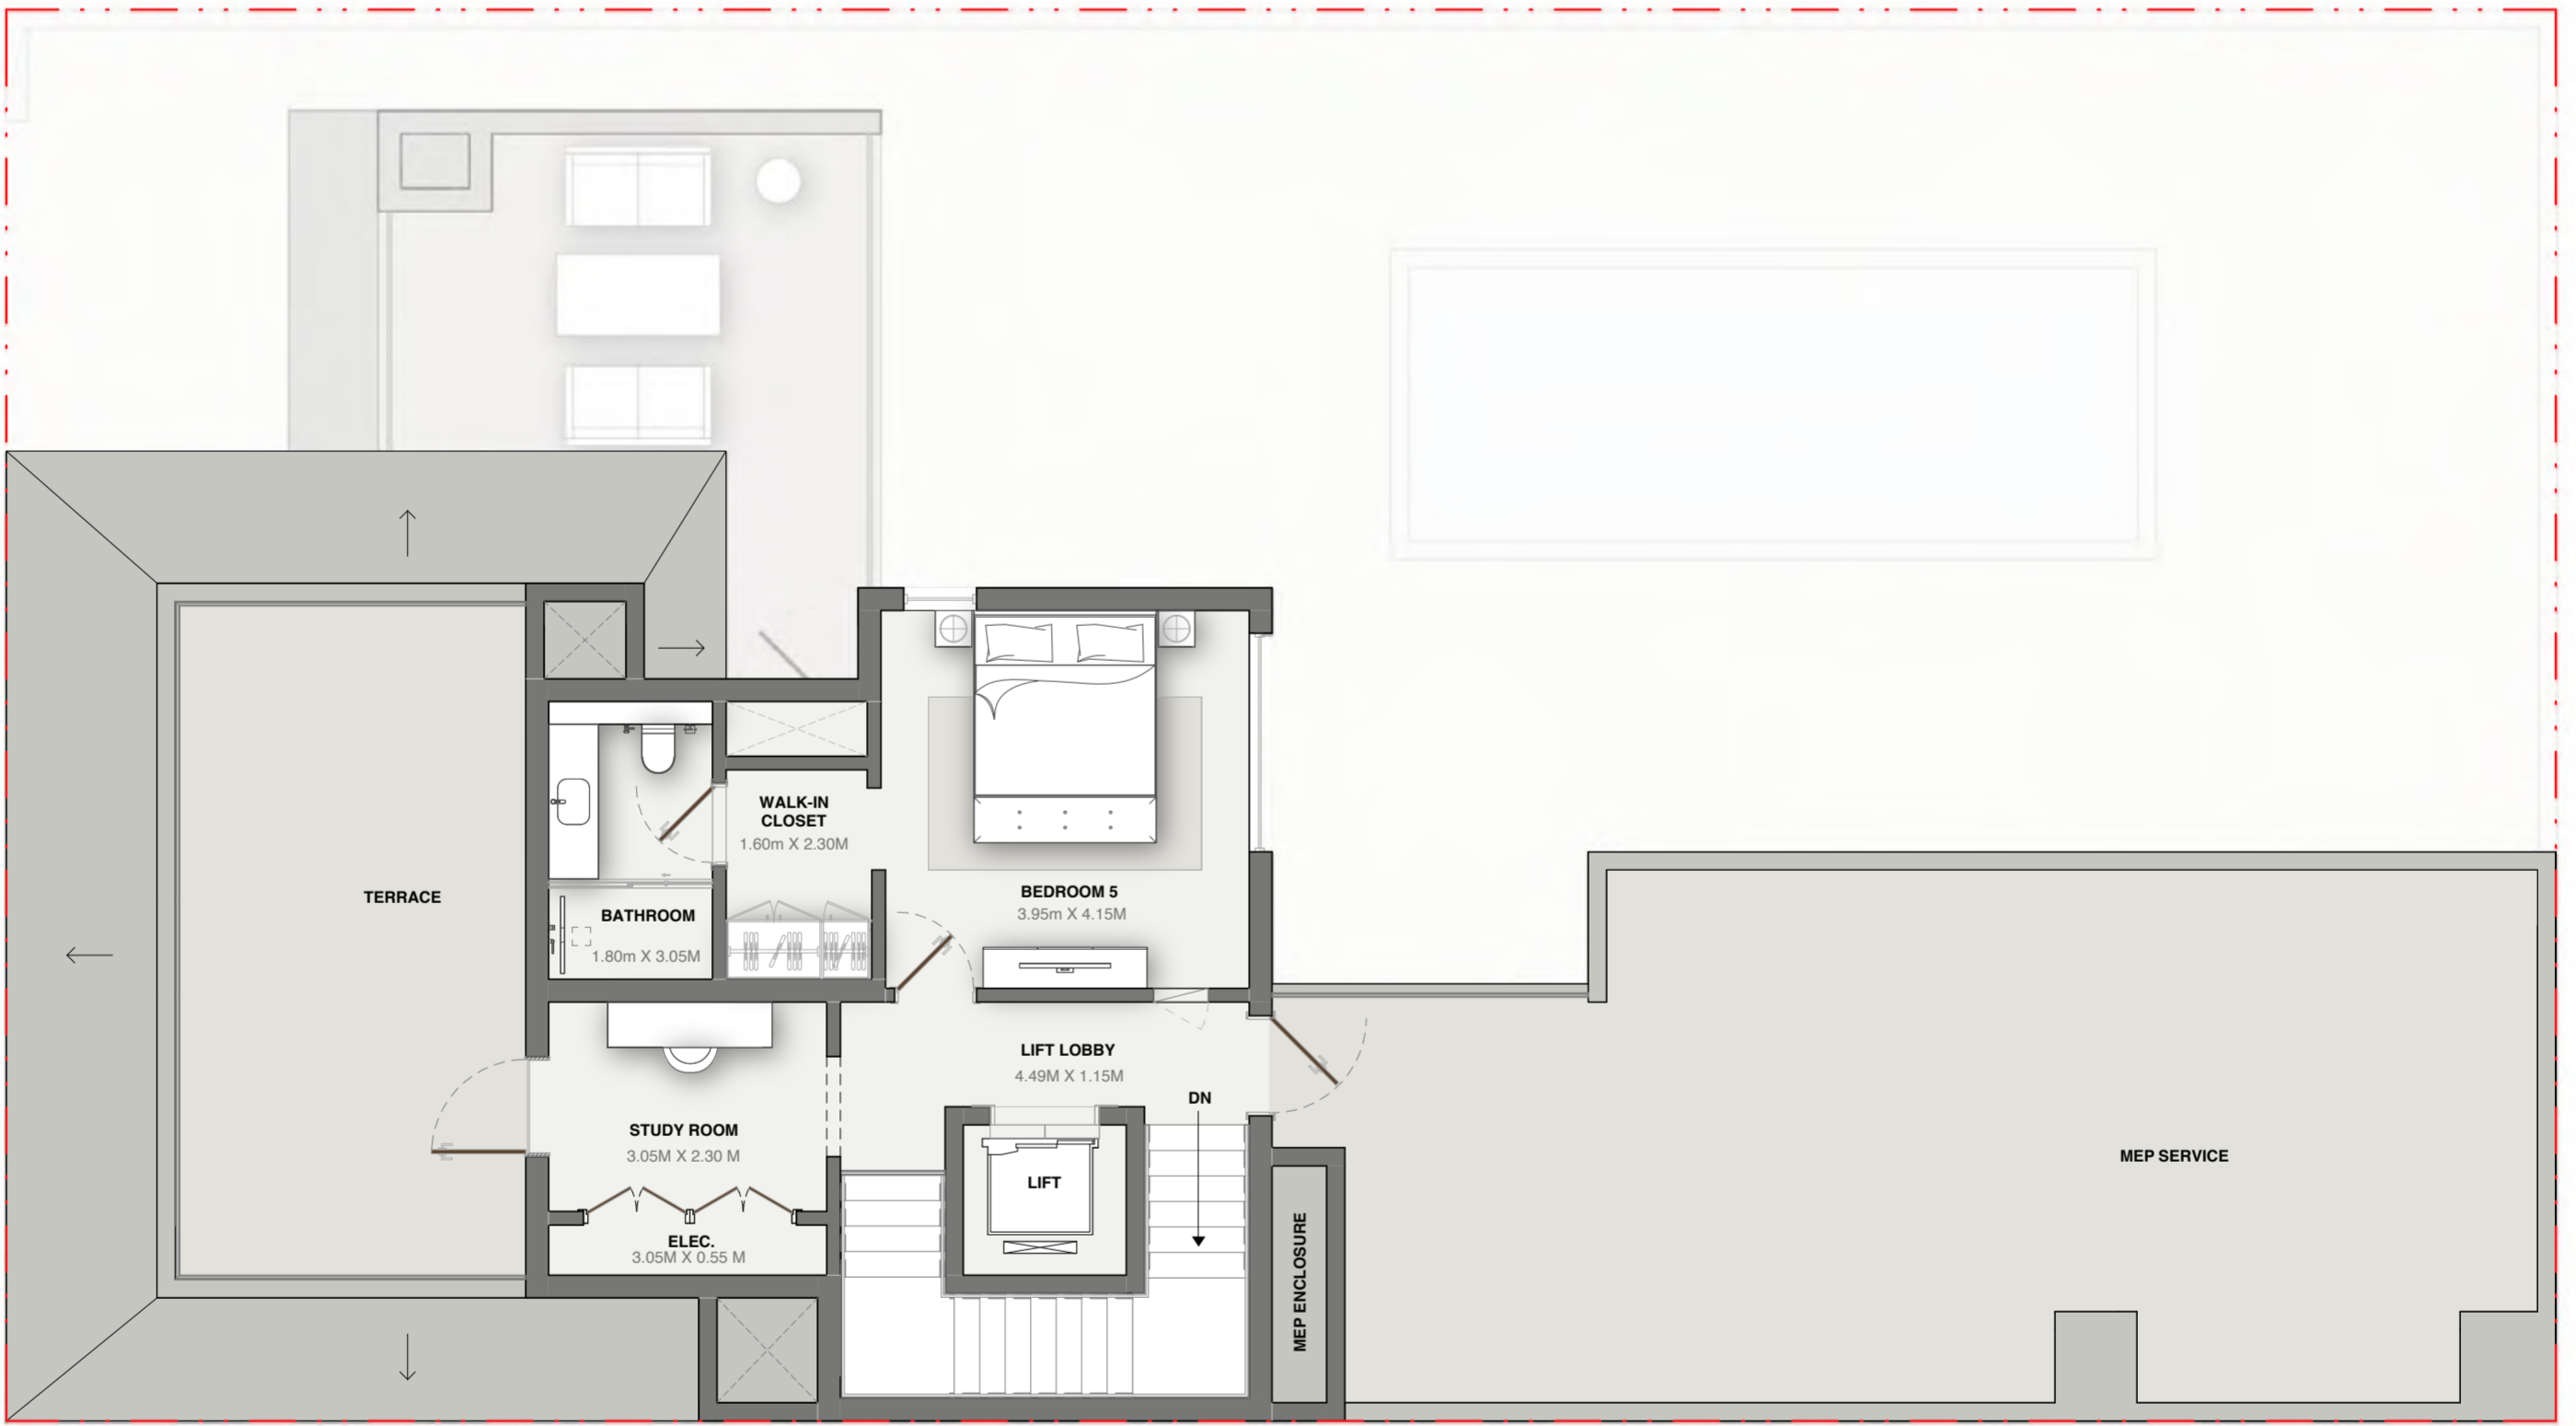 WALK-IN
CLOSET
1.60m X 2.30M
TERRACE
BATHROOM
1.80m X 3.05M
BEDROOM 5
3.95m X 4.15M
LIFT LOBBY
4.49M X 1.15M
DN
STUDY ROOM
3.05M X 2.30 M
LIFT
ELEC.
3.05M X 0.55 M
MEP ENCLOSURE
MEP SERVICE